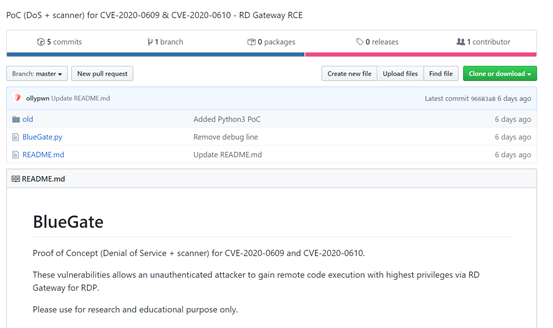 PoC (DoS + scanner) for CVE-2020-0609 & CVE-2020-0610 - RD Gateway RCE
5 commits
1 branch
0 packages
0 releases
1 contributor
Branch: master
New pull request
Create new file
Upload files
Find file
Clone or download
ollypwn Update README.md
Latest commit 96683a8 6 days ago
old
Added Python3 PoC
6 days ago
BlueGate.py
Remove debug line
6 days ago
README.md
Update README.md
6 days ago
README.md
BlueGate
Proof of Concept (Denial of Service + scanner) for CVE-2020-0609 and CVE-2020-0610.
These vulnerabilities allows an unauthenticated attacker to gain remote code execution with highest privileges via RD
Gateway for RDP.
Please use for research and educational purpose only.